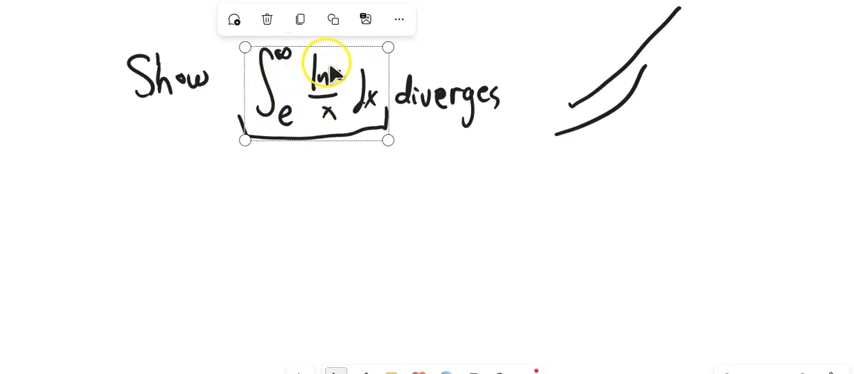 Show ∫_e^∞ ln/x dx diverges